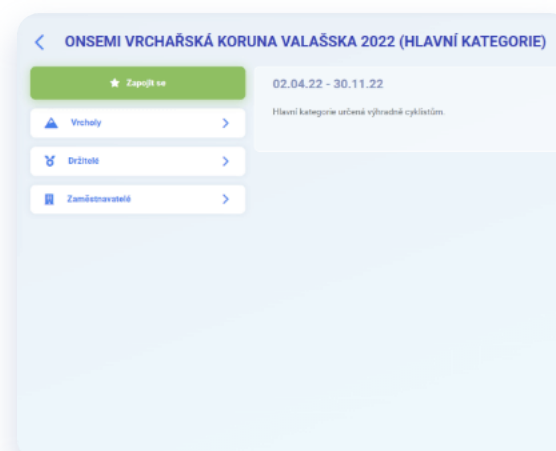 ONSEMI VRCHAŘSKÁ KORUNA VALAŠSKA 2022 (HLAVNÍ KATEGORIE)
Zapojit se
02.04.22 - 30.11.22
Hlavní kategorie určená výhradně cyklistům.
Vrcholy
Držitelé
Zaměstnavatelé